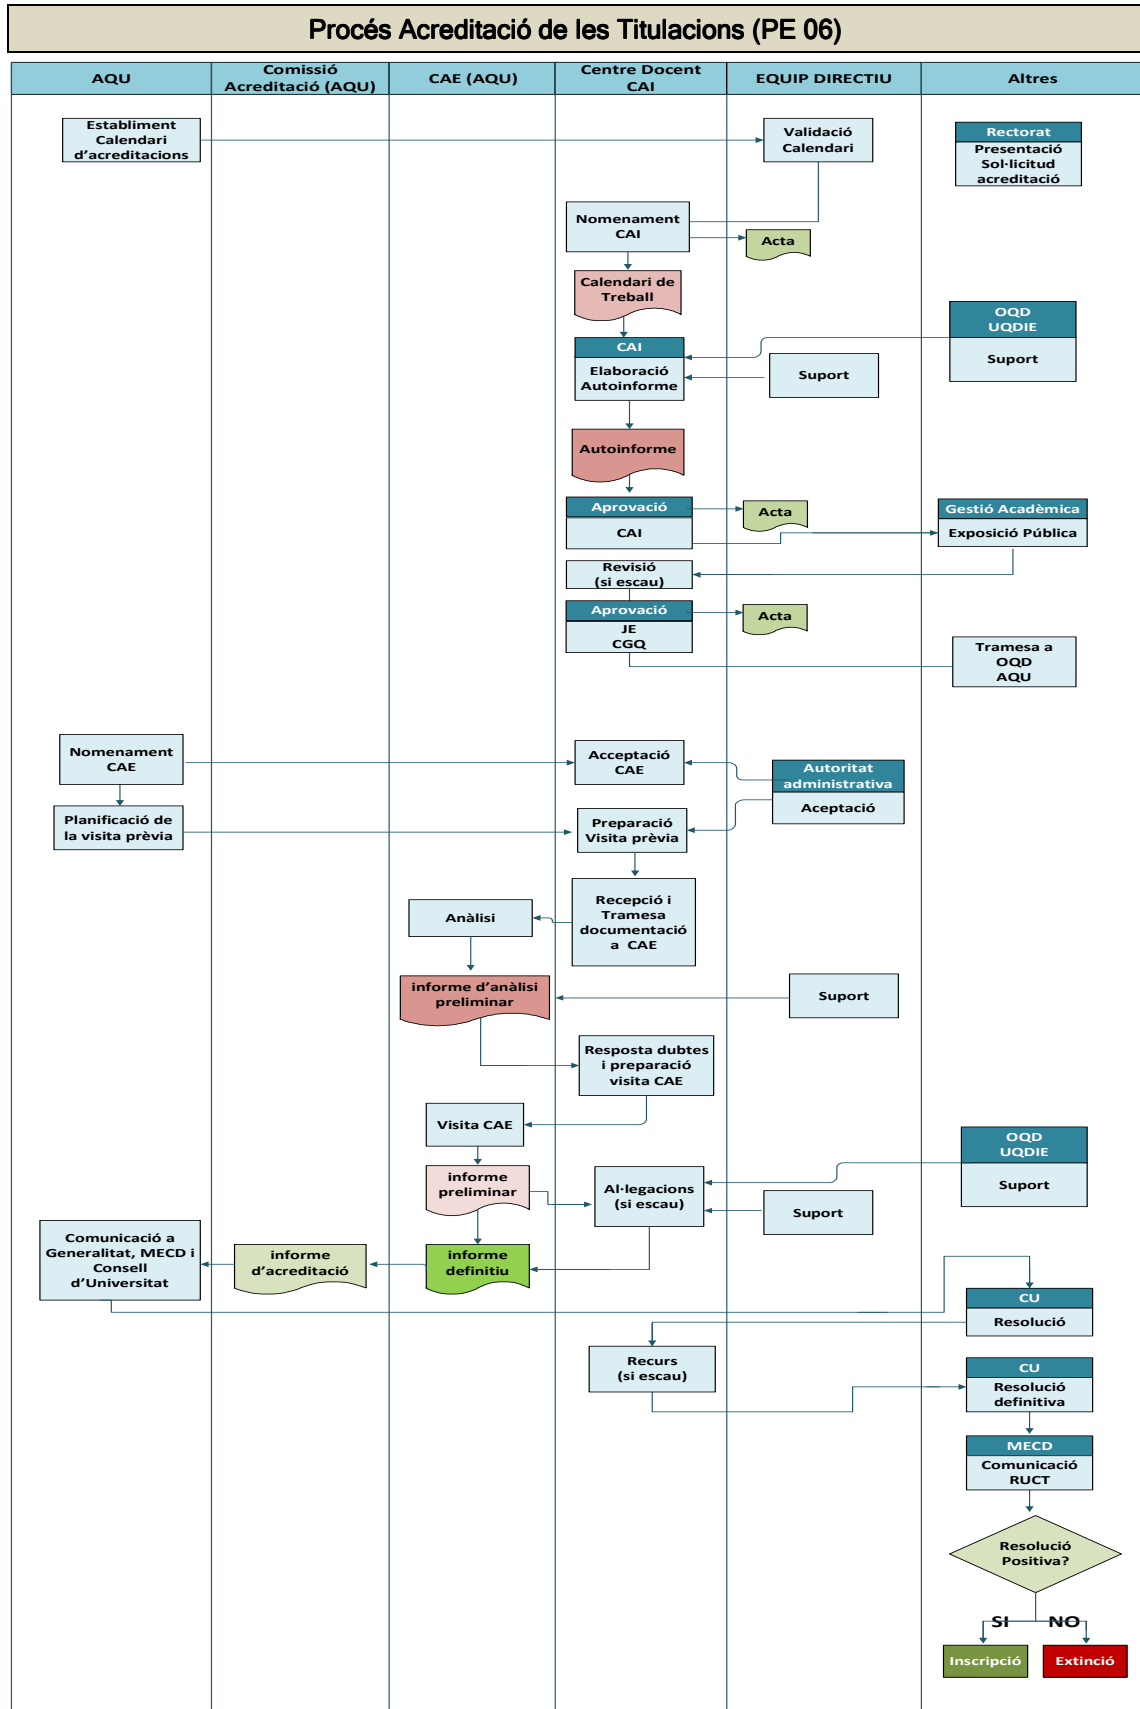 Procés Acreditació de les Titulacions (PE 06)
AQU
Comissió
Acreditació (AQU)
CAE (AQU)
Centre Docent
CAI
EQUIP DIRECTIU
Altres
Establiment
Calendari
d'acreditacions
Validació
Calendari
Rectorat
Presentació
Sol·licitud
acreditació
Nomenament
CAI
Acta
Calendari de
Treball
OQD
UQDIE
Suport
CAI
Elaboració
Autoinforme
Suport
Autoinforme
Aprovació
CAI
Acta
Gestió Acadèmica
Exposició Pública
Revisió
(si escau)
Aprovació
JE
CGQ
Acta
Tramesa a
OQD
AQU
Nomenament
CAE
Acceptació
CAE
Autoritat
administrativa
Aceptació
Planificació de
la visita prèvia
Preparació
Visita prèvia
Recepció i
Tramesa
documentació
a CAE
Anàlisi
informe d'anàlisi
preliminar
Suport
Resposta dubtes
i preparació
visita CAE
Visita CAE
OQD
UQDIE
Suport
informe
preliminar
Al·legacions
(si escau)
Suport
Comunicació a
Generalitat, MECD i
Consell
d'Universitat
informe
d'acreditació
informe
definitiu
CU
Resolució
Recurs
(si escau)
CU
Resolució
definitiva
MECD
Comunicació
RUCT
Resolució
Positiva?
SI
NO
Inscripció
Extinció